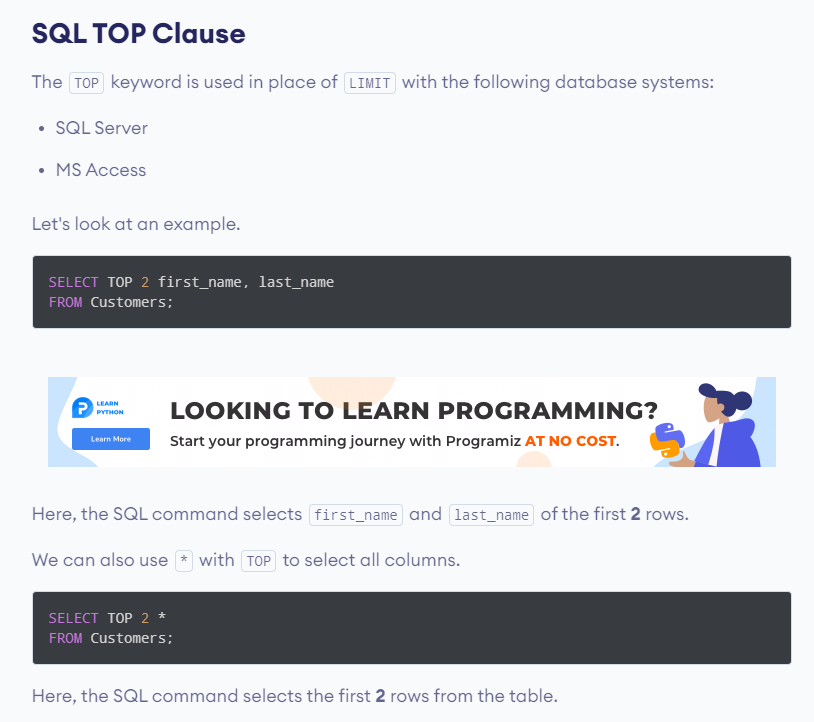 SQL TOP Clause
The TOP keyword is used in place of LIMIT with the following database systems:
• SQL Server
• MS Access
Let's look at an example.
SELECT TOP 2 first_name, last_name
FROM Customers;
LEARN
PYTHON
Learn More
LOOKING TO LEARN PROGRAMMING?
Start your programming journey with Programiz AT NO COST.
Here, the SQL command selects first_name and last_name of the first 2 rows.
We can also use * with TOP to select all columns.
SELECT TOP 2 *
FROM Customers;
Here, the SQL command selects the first 2 rows from the table.